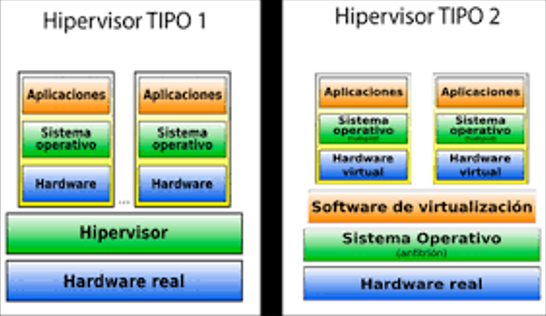 Hipervisor TIPO 1
Aplicaciones
Aplicaciones
Sistema
operativo
Sistema
operativo
Hardware
Hardware
...
Hipervisor
Hardware real
Hipervisor TIPO 2
Aplicaciones
Aplicaciones
Sistema
operativo
Sistema
operativo
Hardware
virtual
Hardware
virtual
Software de virtualización
Sistema Operativo
(anfitrión)
Hardware real